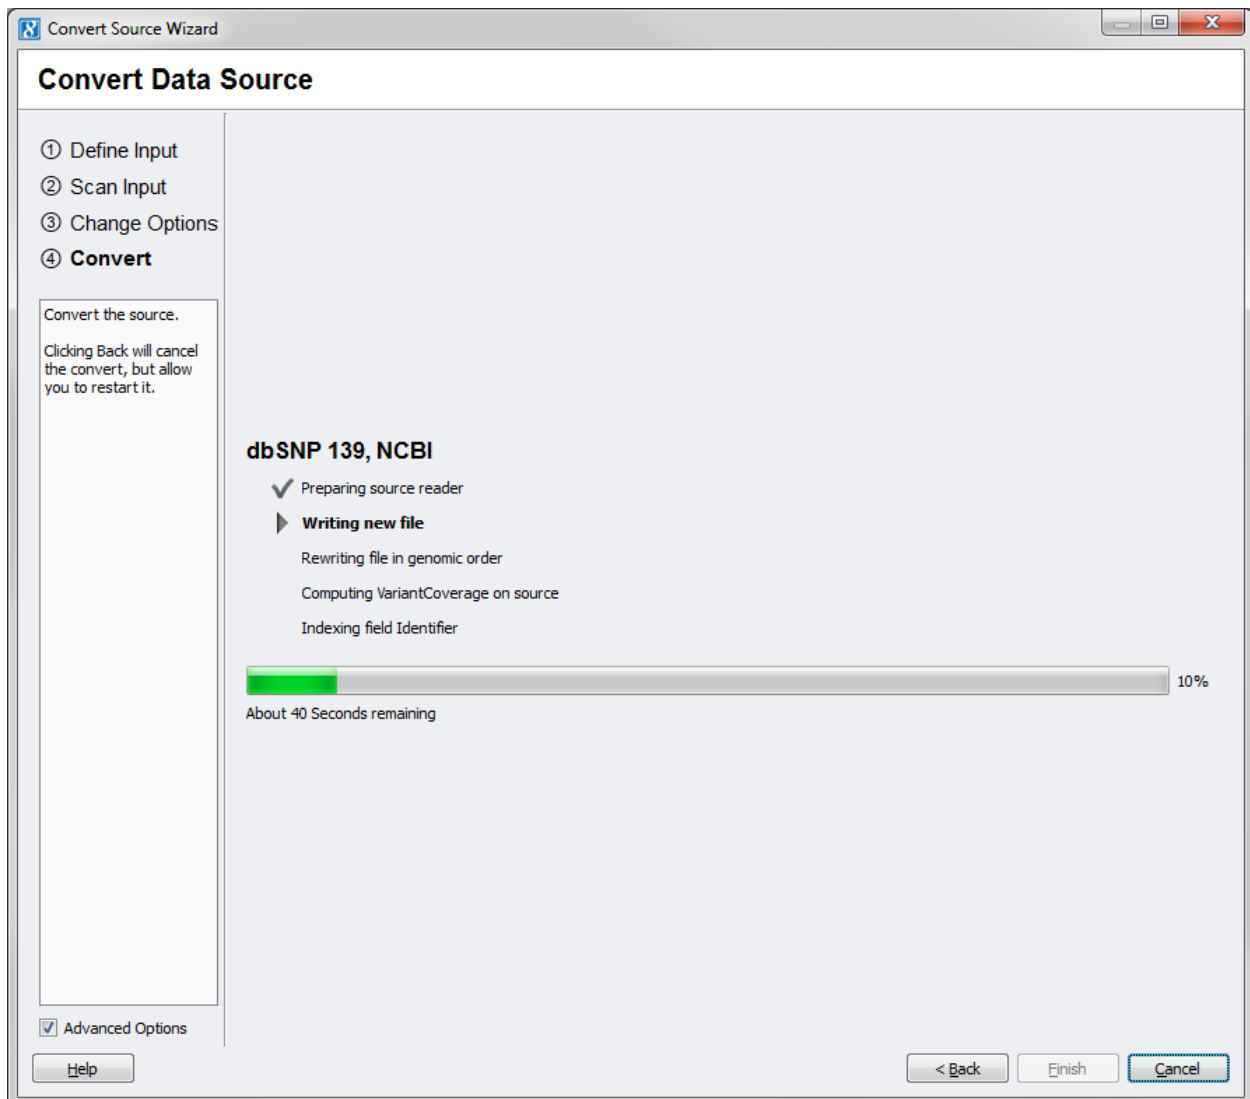 Convert Source Wizard
Convert Data Source
① Define Input
② Scan Input
③ Change Options
④ Convert
Convert the source.
Clicking Back will cancel
the convert, but allow
you to restart it.
dbSNP 139, NCBI
Preparing source reader
Writing new file
Rewriting file in genomic order
Computing VariantCoverage on source
Indexing field Identifier
10%
About 40 Seconds remaining
Advanced Options
Help
< Back
Finish
Cancel